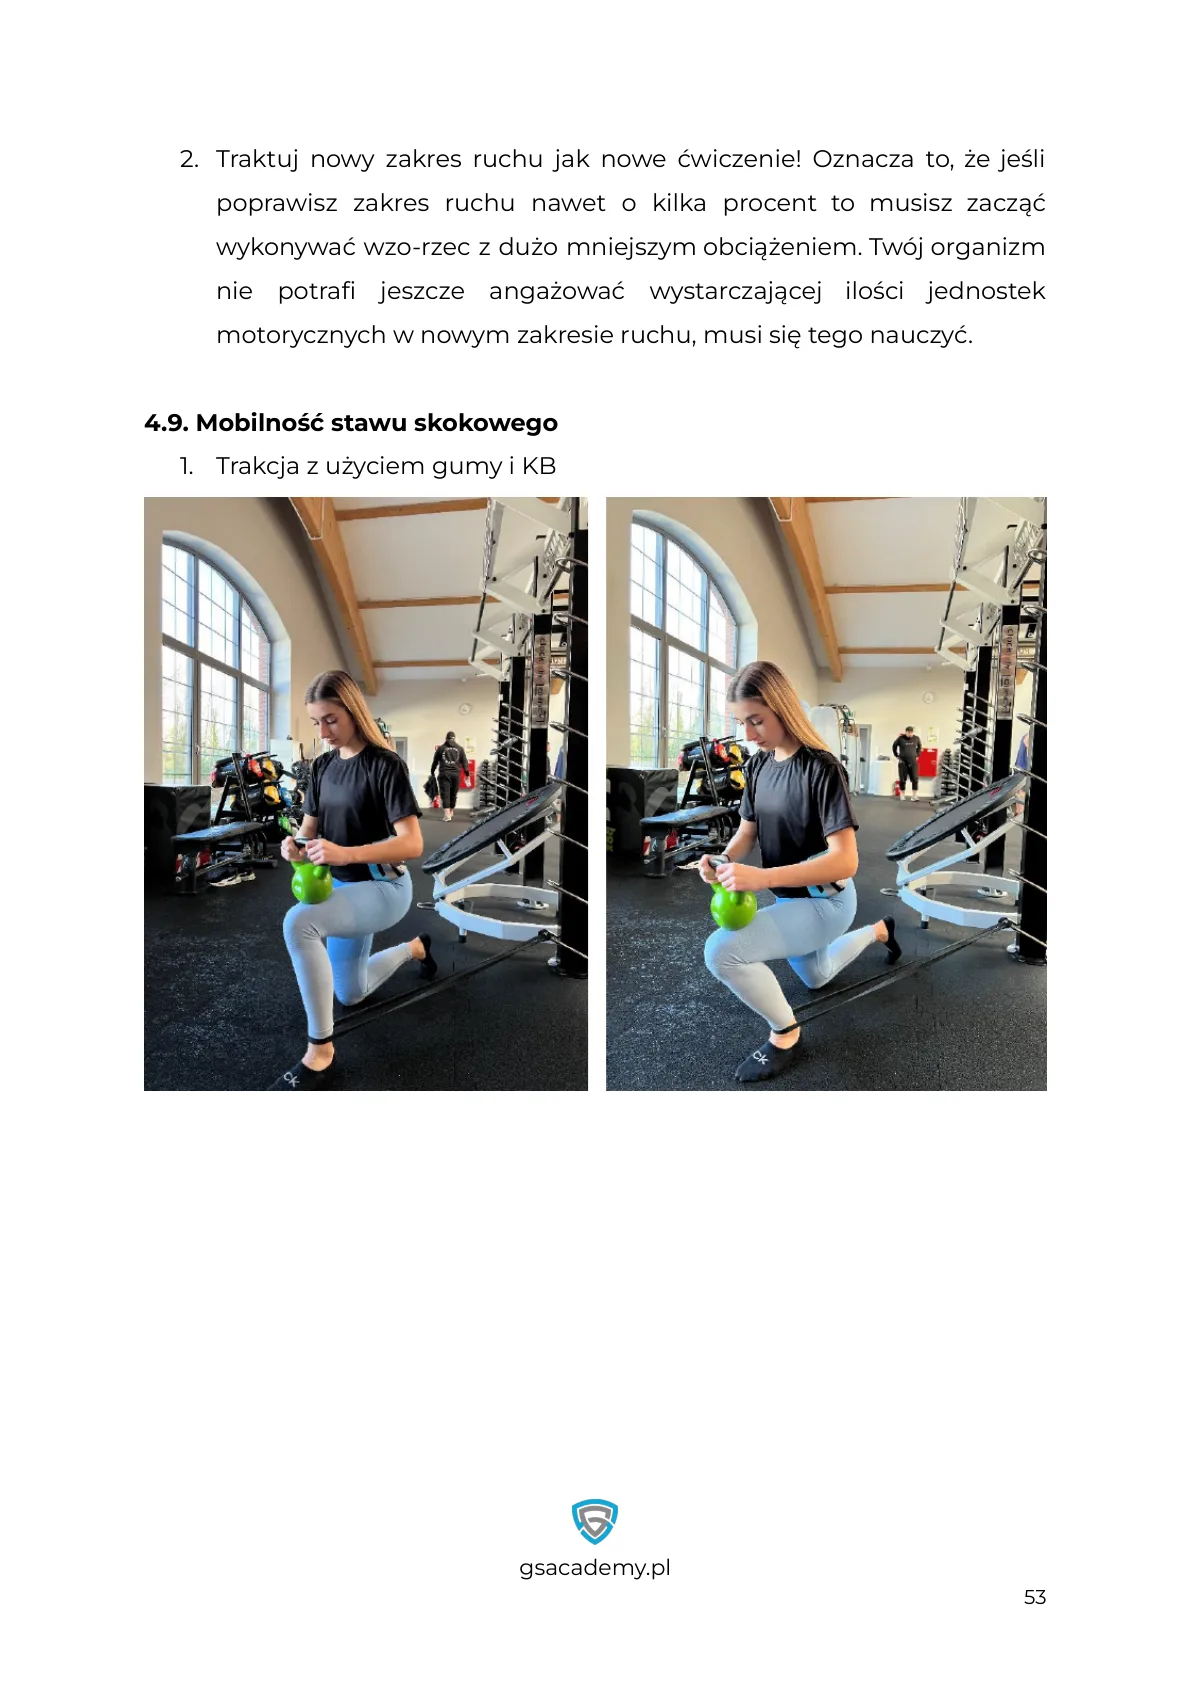 2. Traktuj nowy zakres ruchu jak nowe ćwiczenie! Oznacza to, że jeśli
poprawisz zakres ruchu nawet o kilka procent to musisz zacząć
wykonywać wzo-rzec z dużo mniejszym obciążeniem. Twój organizm
nie potrafi jeszcze angażować wystarczającej ilości jednostek
motorycznych w nowym zakresie ruchu, musi się tego nauczyć.
4.9. Mobilność stawu skokowego
1. Trakcja z użyciem gumy i KB
CK
CK
gsacademy.pl
53